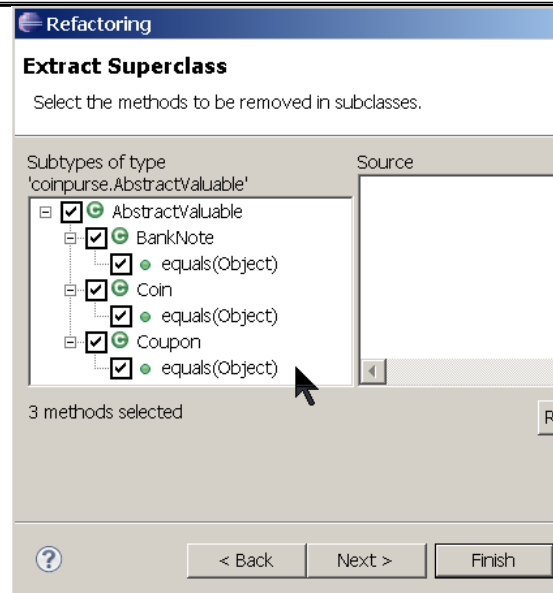 Refactoring
Extract Superclass
Select the methods to be removed in subclasses.
Subtypes of type
'coinpurse.AbstractValuable'
Source
AbstractValuable
BankNote
equals(Object)
Coin
equals(Object)
Coupon
equals(Object)
3 methods selected
R
< Back
Next >
Finish